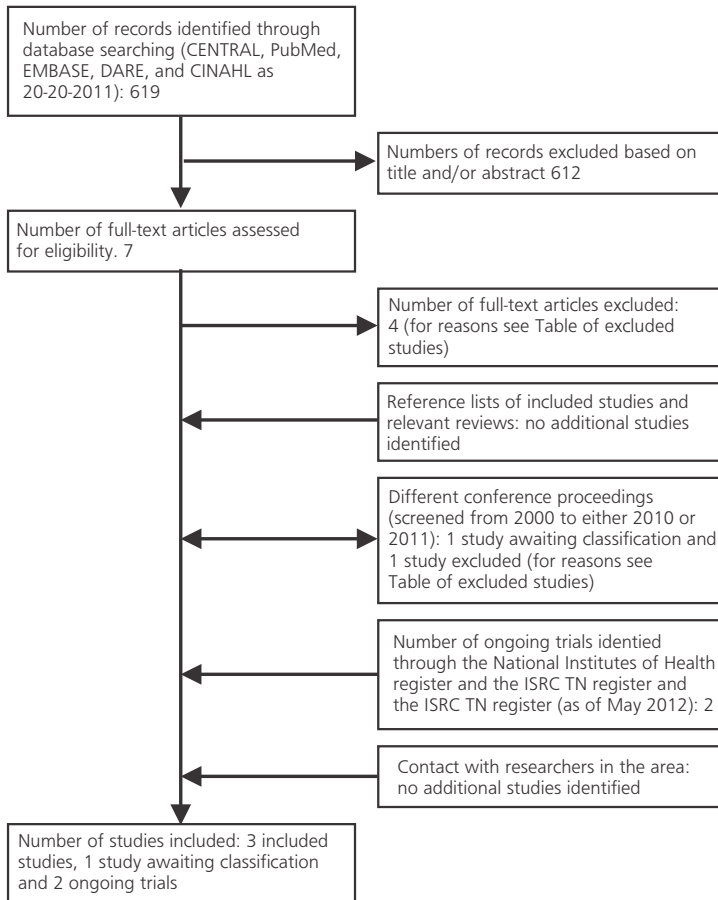 Number of records identified through
database searching (CENTRAL, PubMed,
EMBASE, DARE, and CINAHL as
20-20-2011): 619
Numbers of records excluded based on
title and/or abstract 612
Number of full-text articles assessed
for eligibility. 7
Number of full-text articles excluded:
4 (for reasons see Table of excluded
studies)
Reference lists of included studies and
relevant reviews: no additional studies
identified
Different conference proceedings
(screened from 2000 to either 2010 or
2011): 1 study awaiting classification and
1 study excluded (for reasons see
Table of excluded studies)
Number of ongoing trials identied
through the National Institutes of Health
register and the ISRC TN register and
the ISRC TN register (as of May 2012): 2
Contact with researchers in the area:
no additional studies identified
Number of studies included: 3 included
studies, 1 study awaiting classification
and 2 ongoing trials